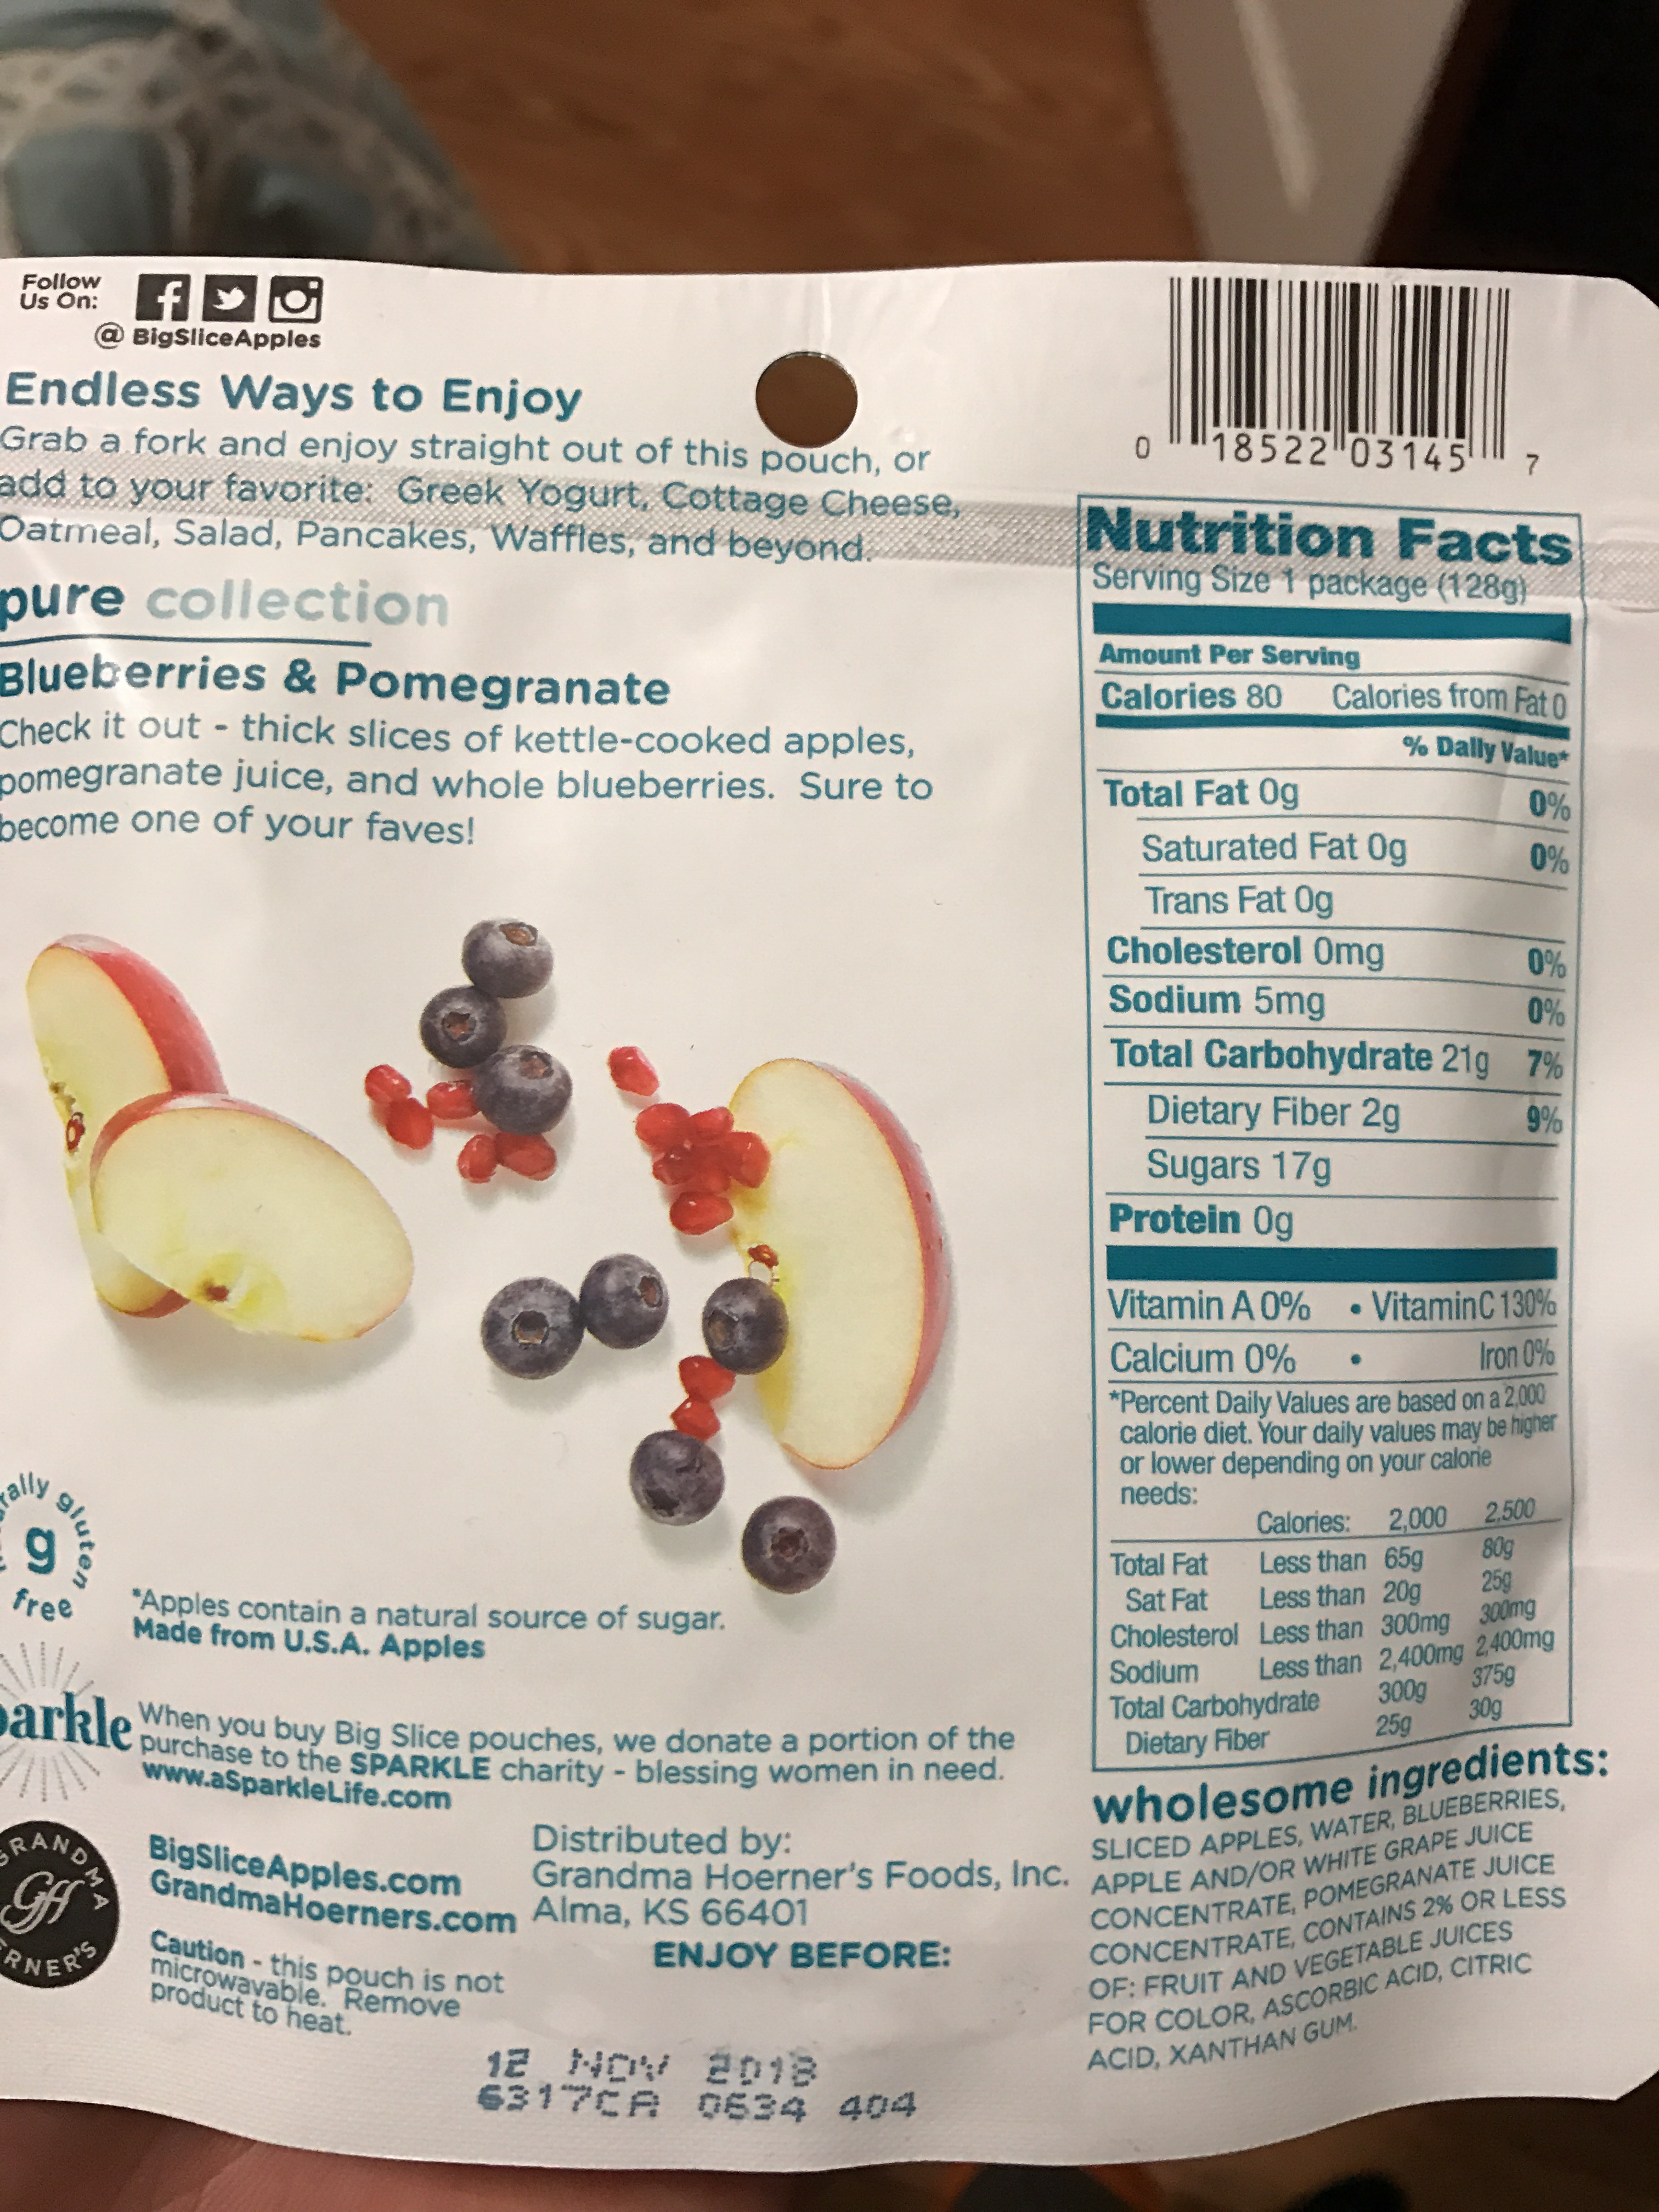 Follow
Us On:
@ BigSliceApples
Endless Ways to Enjoy
Grab a fork and enjoy straight out of this pouch, or
add to your favorite: Greek Yogurt, Cottage Cheese,
Oatmeal, Salad, Pancakes, Waffles, and beyond.
pure collection
Blueberries & Pomegranate
Check it out - thick slices of kettle-cooked apples,
pomegranate juice, and whole blueberries. Sure to
become one of your faves!
g
gluten
free
*Apples contain a natural source of sugar.
Made from U.S.A. Apples
When you buy Big Slice pouches, we donate a portion of the
purchase to the SPARKLE charity - blessing women in need.
www.aSparkleLife.com
GH
BigSliceApples.com
GrandmaHoerners.com
Distributed by:
Grandma Hoerner's Foods, Inc.
Alma, KS 66401
Caution - this pouch is not
microwavable. Remove
product to heat.
ENJOY BEFORE:
12 NOV 2018
6317CA 0634 404
0 18522 03145 7
Nutrition Facts
Serving Size 1 package (128g)
Amount Per Serving
Calories 80 Calories from Fat 0
% Daily Value*
Total Fat 0g 0%
Saturated Fat 0g 0%
Trans Fat 0g
Cholesterol 0mg 0%
Sodium 5mg 0%
Total Carbohydrate 21g 7%
Dietary Fiber 2g 9%
Sugars 17g
Protein 0g
Vitamin A 0% • Vitamin C 130%
Calcium 0% • Iron 0%
*Percent Daily Values are based on a 2,000
calorie diet. Your daily values may be higher
or lower depending on your calorie
needs:
Calories: 2,000 2,500
Total Fat Less than 65g 80g
Sat Fat Less than 20g 25g
Cholesterol Less than 300mg 300mg
Sodium Less than 2,400mg 2,400mg
Total Carbohydrate 300g 375g
Dietary Fiber 25g 30g
wholesome ingredients:
SLICED APPLES, WATER, BLUEBERRIES,
APPLE AND/OR WHITE GRAPE JUICE
CONCENTRATE, POMEGRANATE JUICE
CONCENTRATE, CONTAINS 2% OR LESS
OF: FRUIT AND VEGETABLE JUICES
FOR COLOR, ASCORBIC ACID, CITRIC
ACID, XANTHAN GUM.